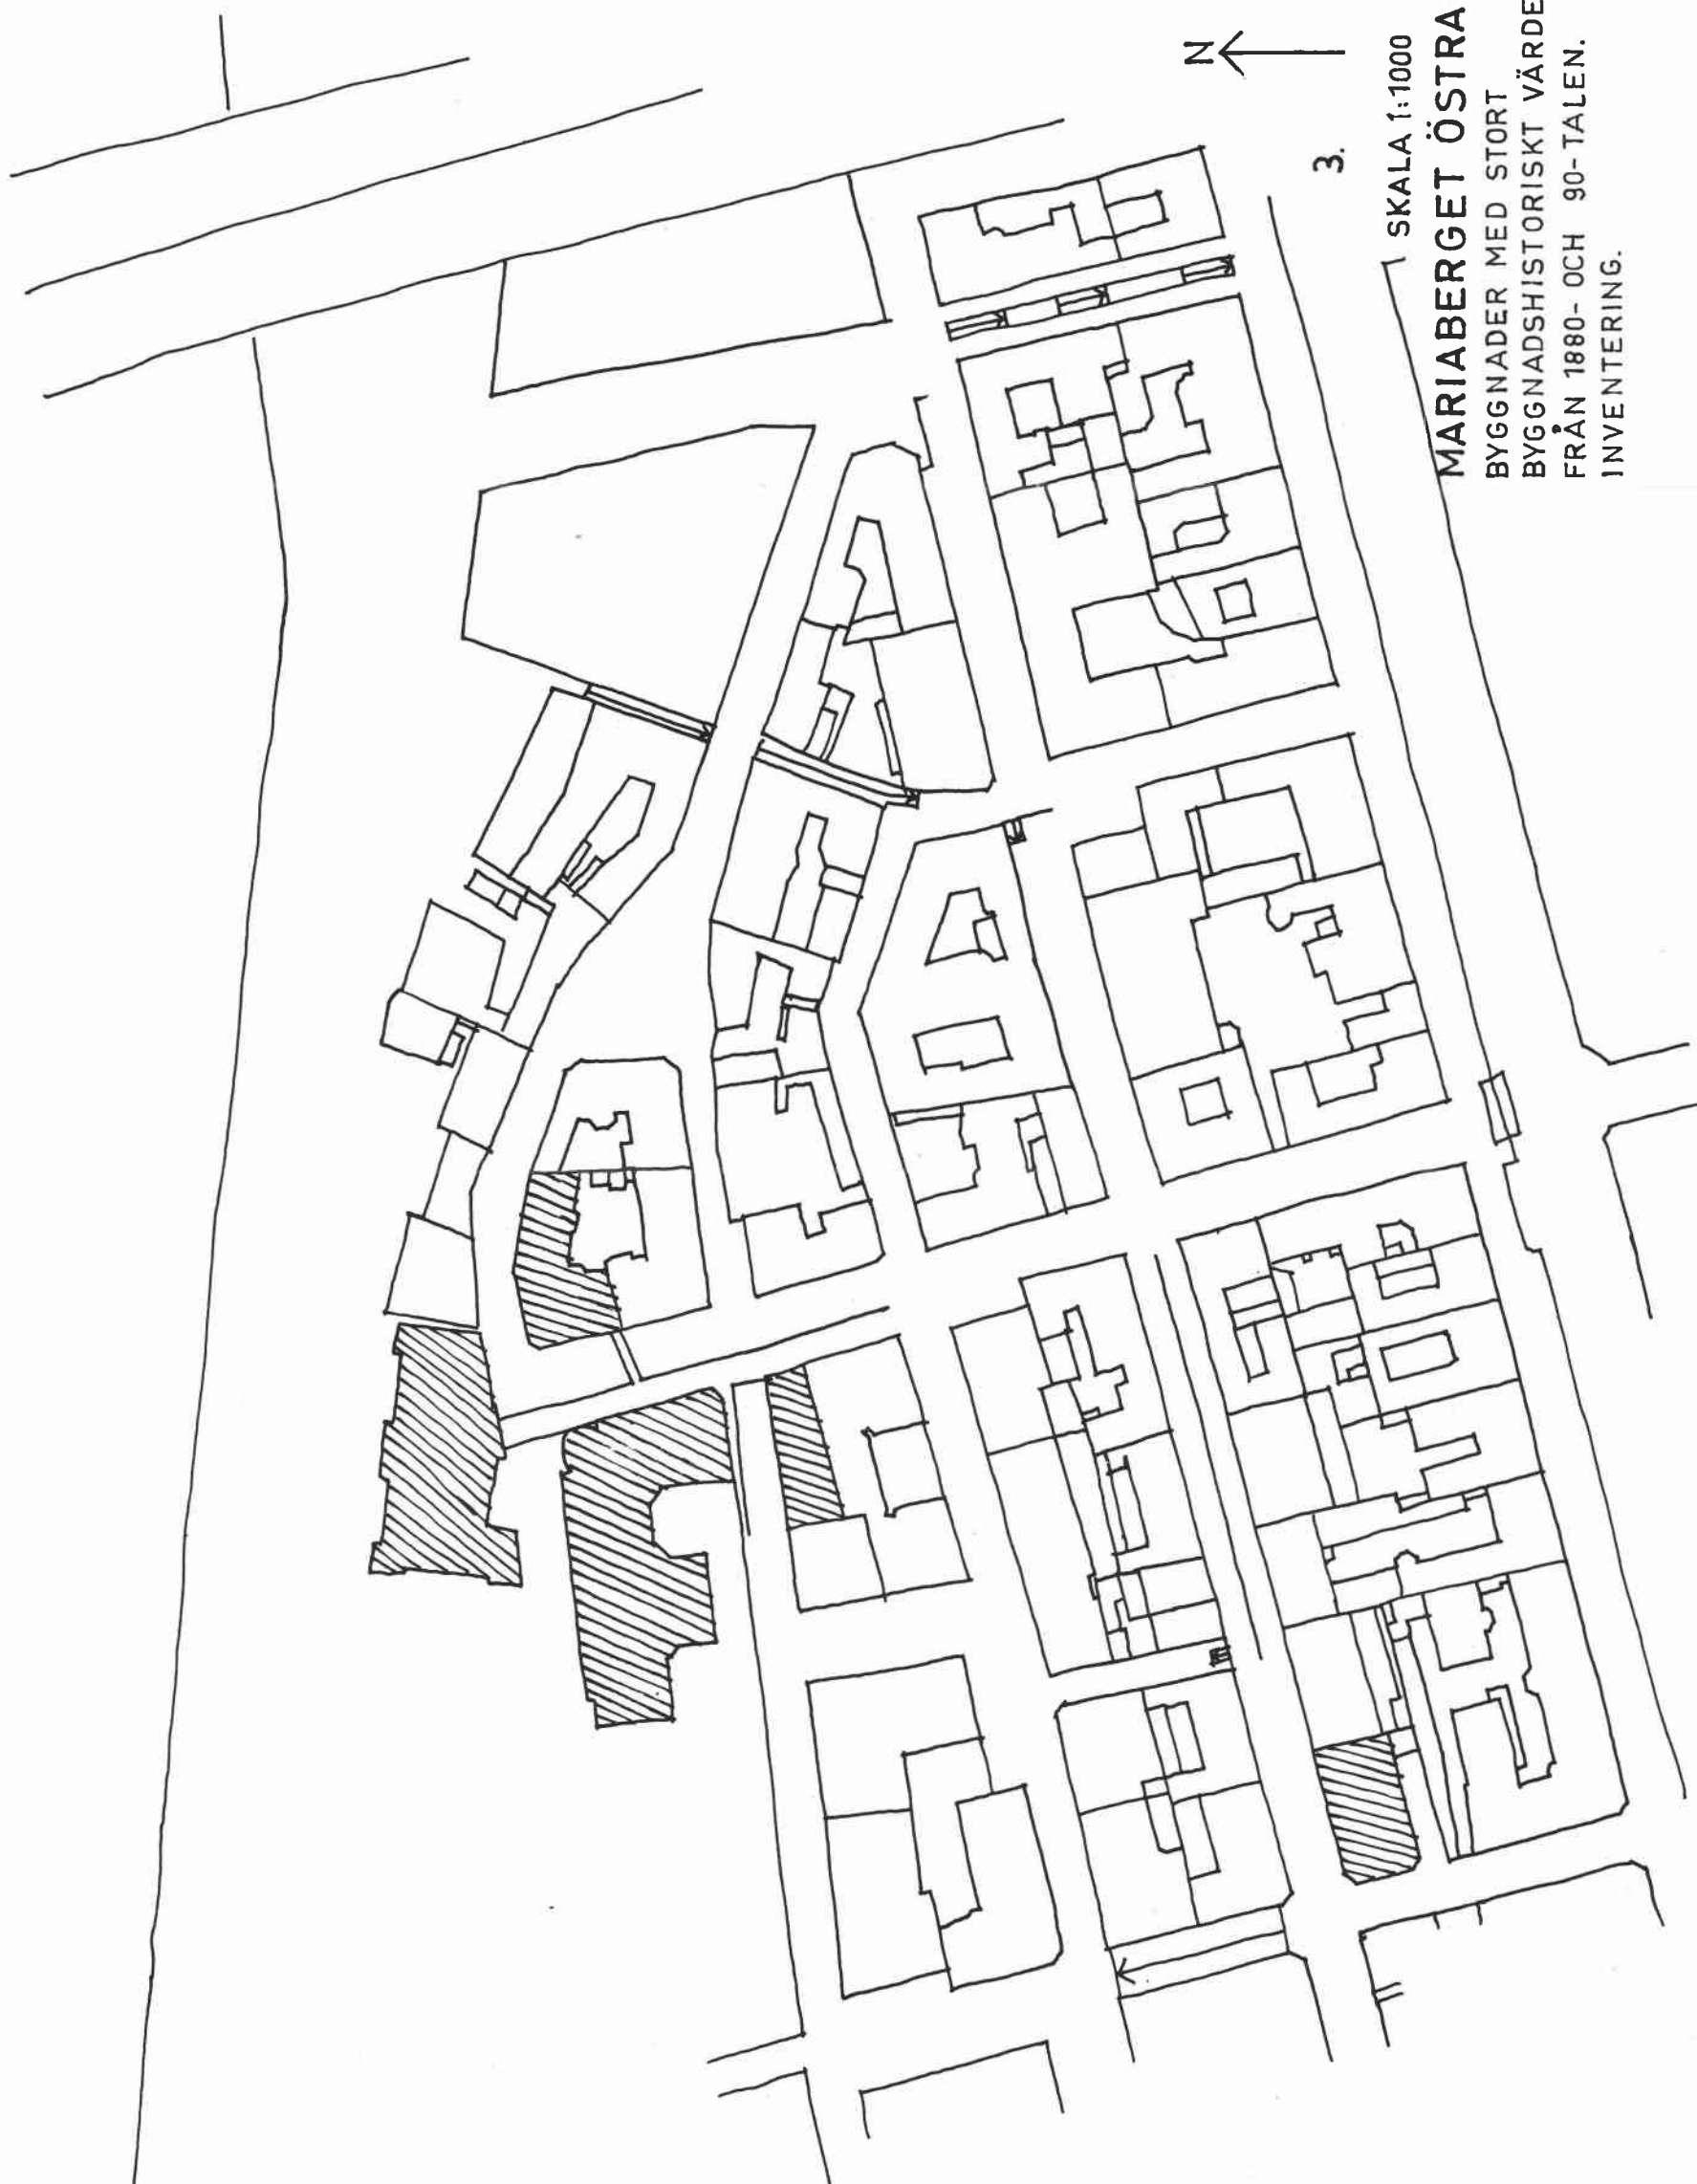 N
3.
SKALA 1:1000
MARIABERGET ÖSTRA
BYGGNADER MED STORT
BYGGNADSHISTORISKT VÄRDE
FRÅN 1880- OCH 90-TALEN.
INVENTERING.